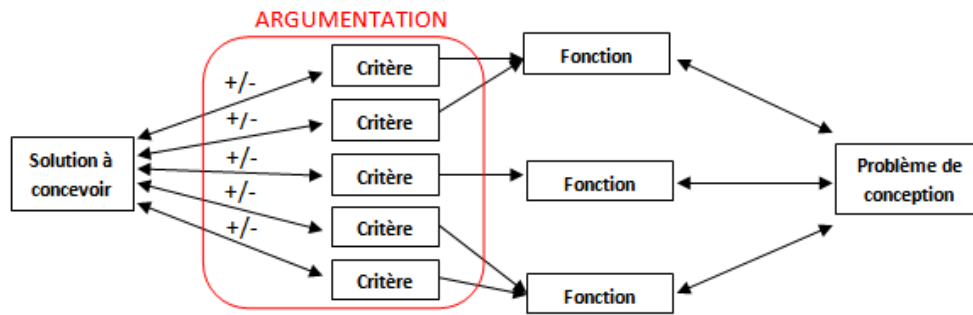 ARGUMENTATION
Critère
Fonction
+/-
Critère
+/-
Solution à
concevoir
+/-
Critère
Fonction
Problème de
conception
+/-
Critère
+/-
Critère
Fonction